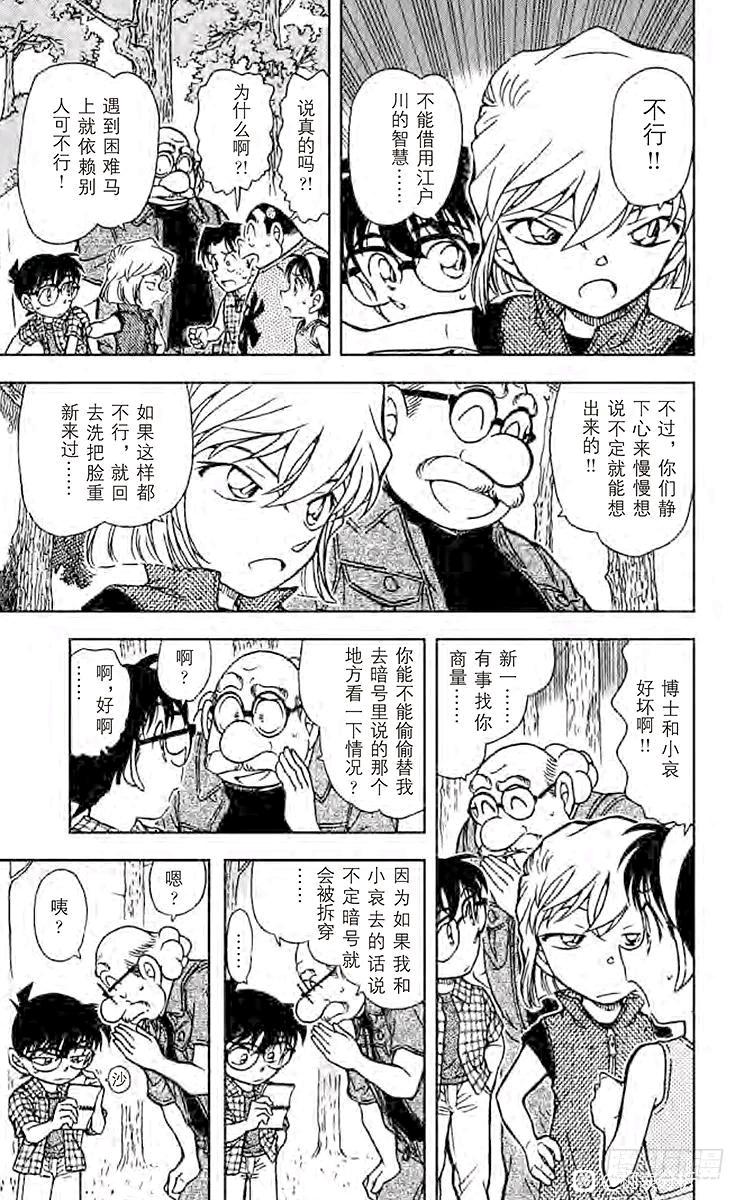 不行!!
不能借用江户
川的智慧……
说真的吗?!
为什么啊?!
遇到困难马
上就依赖别
人可不行！
不过，你们静
下心来慢慢想
说不定就能想
出来的!!
如果这样都
不行，就回
去洗把脸重
新来过……
博士和小哀
好坏啊!!
新一……
有事找你
商量……
你能不能偷偷替我
去暗号里说的那个
地方看一下情况？
啊？
啊，好啊
……
因为如果我和
小哀去的话说
不定暗号就
会被拆穿
……
…
嗯？
咦？
沙